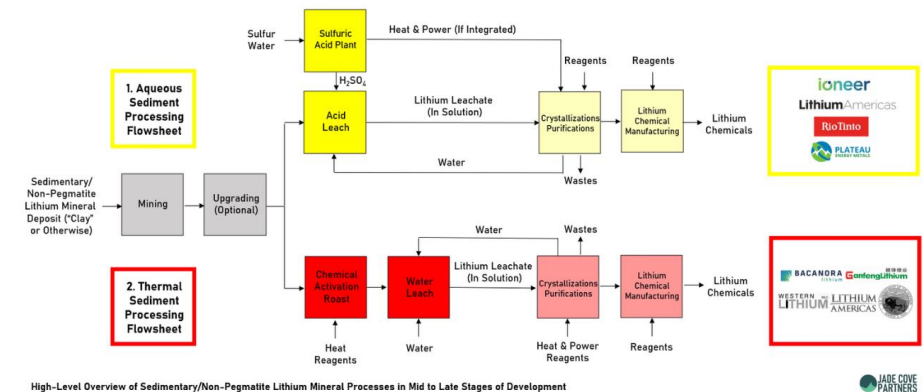 Sulfur
Water
Sulfuric
Acid Plant
Heat & Power (If Integrated)
H₂SO₄
Reagents
Reagents
1. Aqueous
Sediment
Processing
Flowsheet
Acid
Leach
Lithium Leachate
(In Solution)
Crystallizations
Purifications
Lithium
Chemical
Manufacturing
Lithium
Chemicals
Water
Wastes
ioneer
LithiumAmericas
RioTinto
PLATEAU
ENERGY METALS
Sedimentary/
Non-Pegmatite
Lithium Mineral
Deposit ("Clay"
or Otherwise)
Mining
Upgrading
(Optional)
2. Thermal
Sediment
Processing
Flowsheet
Water
Wastes
Chemical
Activation
Roast
Water
Leach
Lithium Leachate
(In Solution)
Crystallizations
Purifications
Lithium
Chemical
Manufacturing
Lithium
Chemicals
Heat
Reagents
Water
Heat & Power
Reagents
Reagents
BACANORA
lithium
GanfengLithium
WESTERN
LITHIUM
LITHIUM
AMERICAS
High-Level Overview of Sedimentary/Non-Pegmatite Lithium Mineral Processes in Mid to Late Stages of Development
JADE COVE
PARTNERS